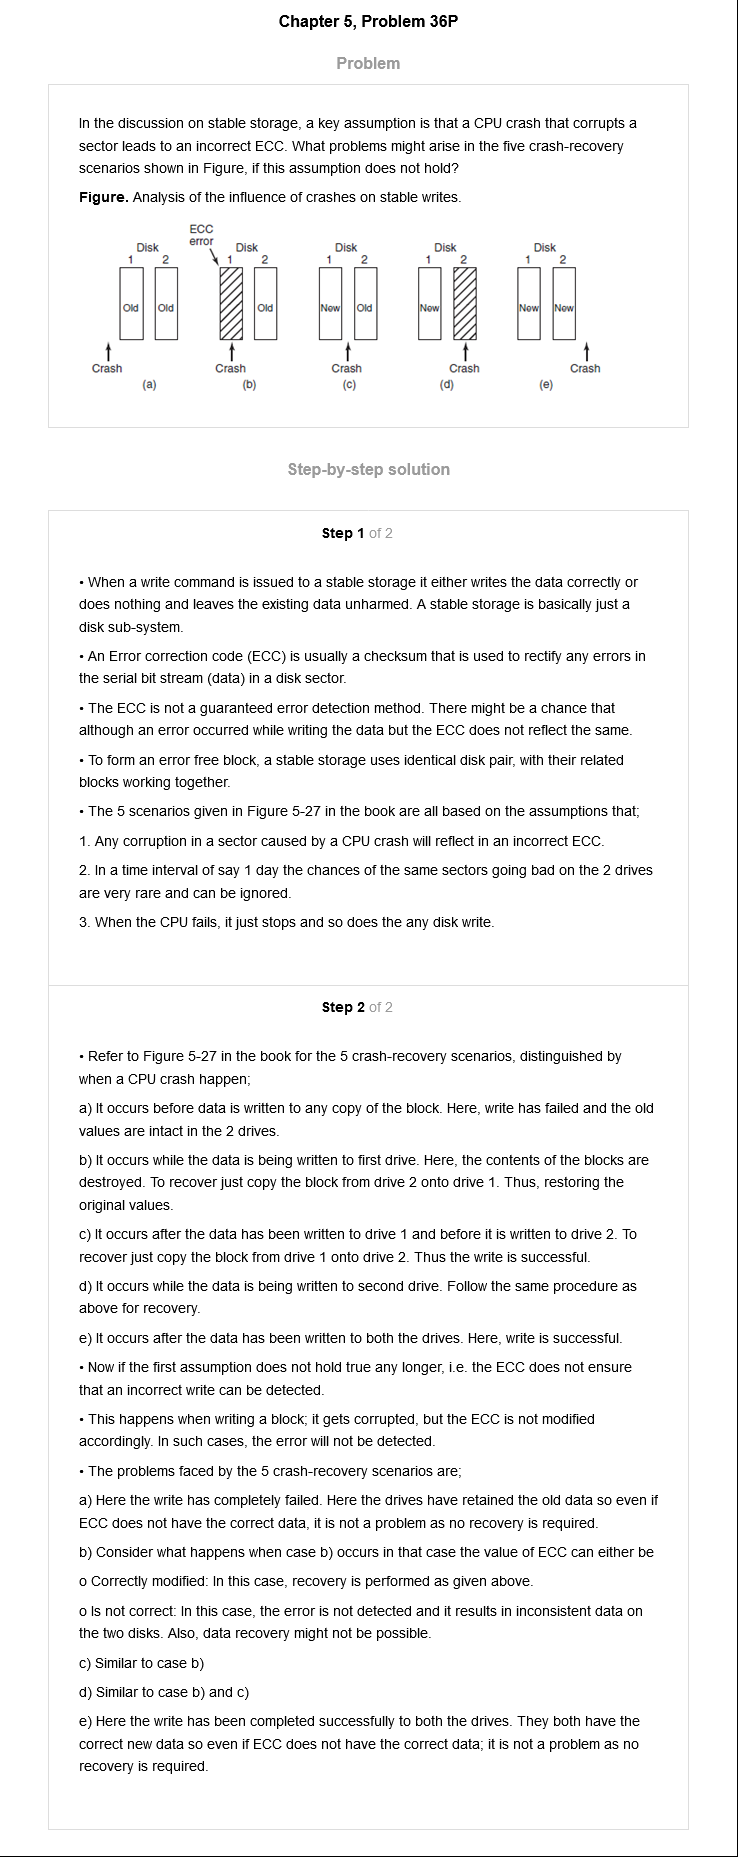 Chapter 5, Problem 36P
Problem
In the discussion on stable storage, a key assumption is that a CPU crash that corrupts a
sector leads to an incorrect ECC. What problems might arise in the five crash-recovery
scenarios shown in Figure, if this assumption does not hold?
Figure. Analysis of the influence of crashes on stable writes.
ECC
error
Disk Disk Disk Disk Disk
1 2 1 2 1 2 1 2 1 2
Old Old Old New Old New New New
Crash Crash Crash Crash Crash
(a) (b) (c) (d) (e)
Step-by-step solution
Step 1 of 2
• When a write command is issued to a stable storage it either writes the data correctly or
does nothing and leaves the existing data unharmed. A stable storage is basically just a
disk sub-system.
• An Error correction code (ECC) is usually a checksum that is used to rectify any errors in
the serial bit stream (data) in a disk sector.
• The ECC is not a guaranteed error detection method. There might be a chance that
although an error occurred while writing the data but the ECC does not reflect the same.
• To form an error free block, a stable storage uses identical disk pair, with their related
blocks working together.
• The 5 scenarios given in Figure 5-27 in the book are all based on the assumptions that;
1. Any corruption in a sector caused by a CPU crash will reflect in an incorrect ECC.
2. In a time interval of say 1 day the chances of the same sectors going bad on the 2 drives
are very rare and can be ignored.
3. When the CPU fails, it just stops and so does the any disk write.
Step 2 of 2
• Refer to Figure 5-27 in the book for the 5 crash-recovery scenarios, distinguished by
when a CPU crash happen;
a) It occurs before data is written to any copy of the block. Here, write has failed and the old
values are intact in the 2 drives.
b) It occurs while the data is being written to first drive. Here, the contents of the blocks are
destroyed. To recover just copy the block from drive 2 onto drive 1. Thus, restoring the
original values.
c) It occurs after the data has been written to drive 1 and before it is written to drive 2. To
recover just copy the block from drive 1 onto drive 2. Thus the write is successful.
d) It occurs while the data is being written to second drive. Follow the same procedure as
above for recovery.
e) It occurs after the data has been written to both the drives. Here, write is successful.
• Now if the first assumption does not hold true any longer, i.e. the ECC does not ensure
that an incorrect write can be detected.
• This happens when writing a block; it gets corrupted, but the ECC is not modified
accordingly. In such cases, the error will not be detected.
• The problems faced by the 5 crash-recovery scenarios are;
a) Here the write has completely failed. Here the drives have retained the old data so even if
ECC does not have the correct data, it is not a problem as no recovery is required.
b) Consider what happens when case b) occurs in that case the value of ECC can either be
o Correctly modified: In this case, recovery is performed as given above.
o Is not correct: In this case, the error is not detected and it results in inconsistent data on
the two disks. Also, data recovery might not be possible.
c) Similar to case b)
d) Similar to case b) and c)
e) Here the write has been completed successfully to both the drives. They both have the
correct new data so even if ECC does not have the correct data; it is not a problem as no
recovery is required.